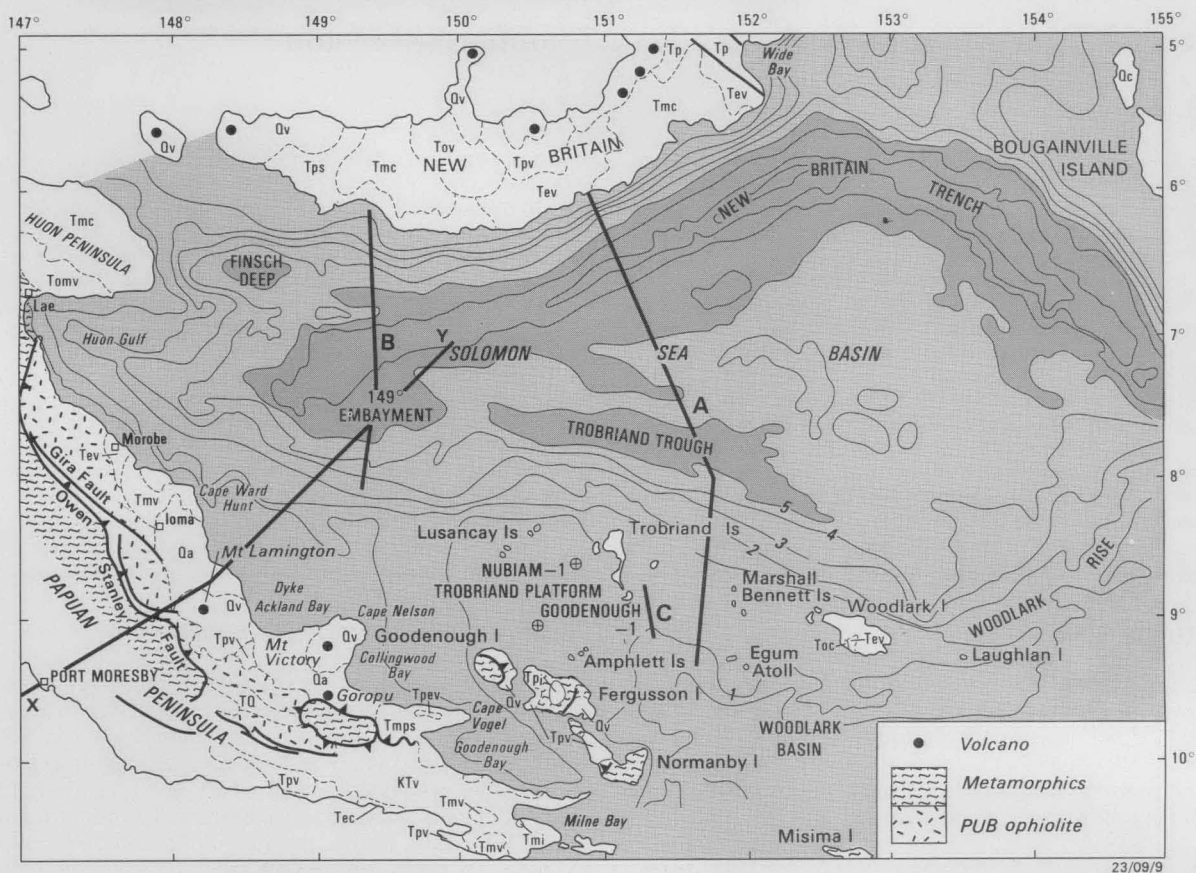 147° 148° 149° 150° 151° 152° 153° 154° 155°
5°
6°
7°
8°
9°
10°
Tp Tp Wide Bay
Qc
Qv
Tev
Tmc
Qv Qv
Tov
NEW BRITAIN
Tpv
Tps Tmc
Tev
BOUGAINVILLE
ISLAND
NEW BRITAIN TRENCH
Tmc
HUON PENINSULA
Tomv
FINSCH
DEEP
Lae
Huon Gulf
B Y
SOLOMON SEA BASIN
149°
EMBAYMENT
A
TROBRIAND TROUGH
Morobe
Tev
Gira Fault
Tmv
Cape Ward
Hunt
Ioma
Owen Stanley Fault
Qa
Mt Lamington
Lusancay Is
Trobriand Is
5
4
3
2
NUBIAM–1
TROBRIAND PLATFORM
GOODENOUGH
–1
C
Marshall
Bennett Is
Woodlark I
Toc Tev
WOODLARK RISE
Laughlan I
Egum
Atoll
1
Amphlett Is
PAPUAN PENINSULA
Dyke
Ackland Bay
Cape Nelson
Qv
Tpv
Mt
Victory
Qv
Goodenough I
Collingwood
Bay
Qa
PORT MORESBY
X
Goropu
TQ
Tpev
Tmps
Cape
Vogel
Qv
Tpi
Fergusson I
Qv
Tpv
Goodenough
Bay
Normanby I
WOODLARK
BASIN
Tpv
KTv
Tmv
Tec
Tpv
Tmv
Tmi
Milne Bay
Misima I
Volcano
Metamorphics
PUB ophiolite
23/09/9